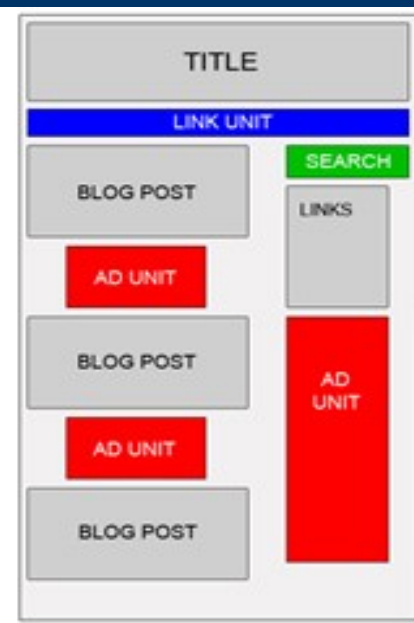 TITLE
LINK UNIT
BLOG POST
AD UNIT
BLOG POST
AD UNIT
BLOG POST
SEARCH
LINKS
AD
UNIT